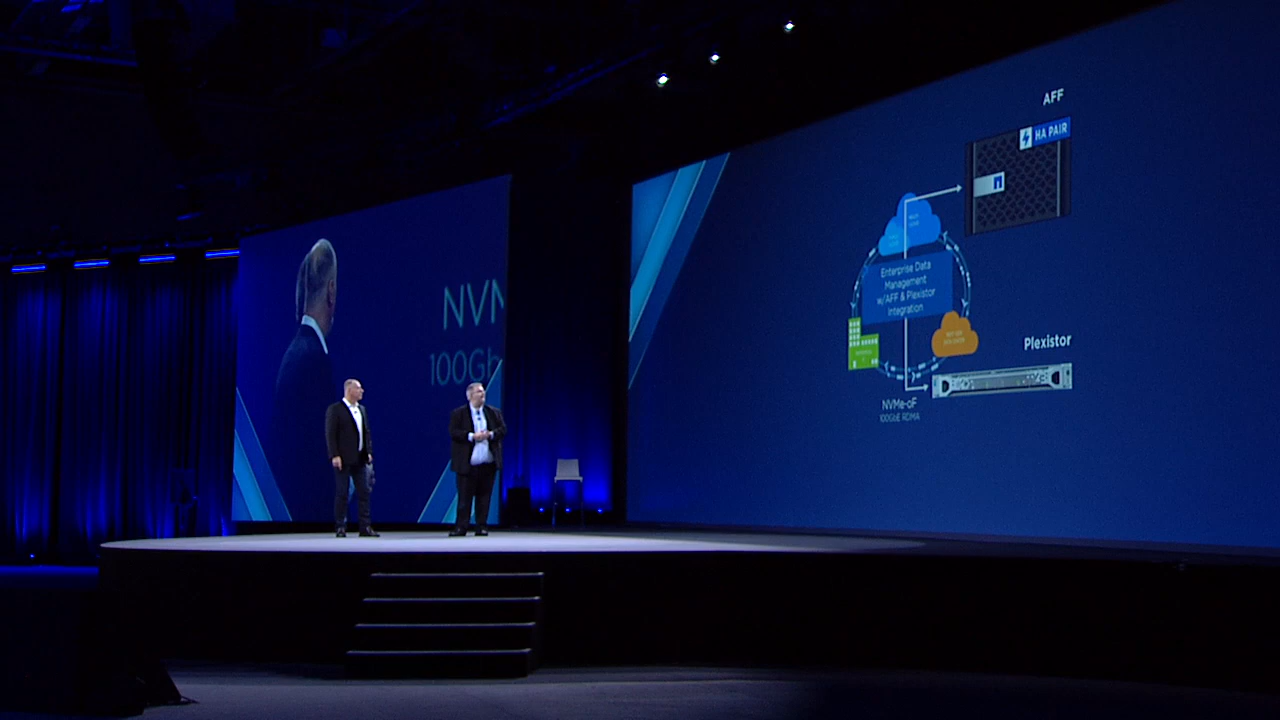 NVM
100Gb
AFF
HA PAIR
n
Enterprise Data
Management
w/AFF & Plexistor
Integration
Plexistor
NVMe-oF
100GbE RDMA